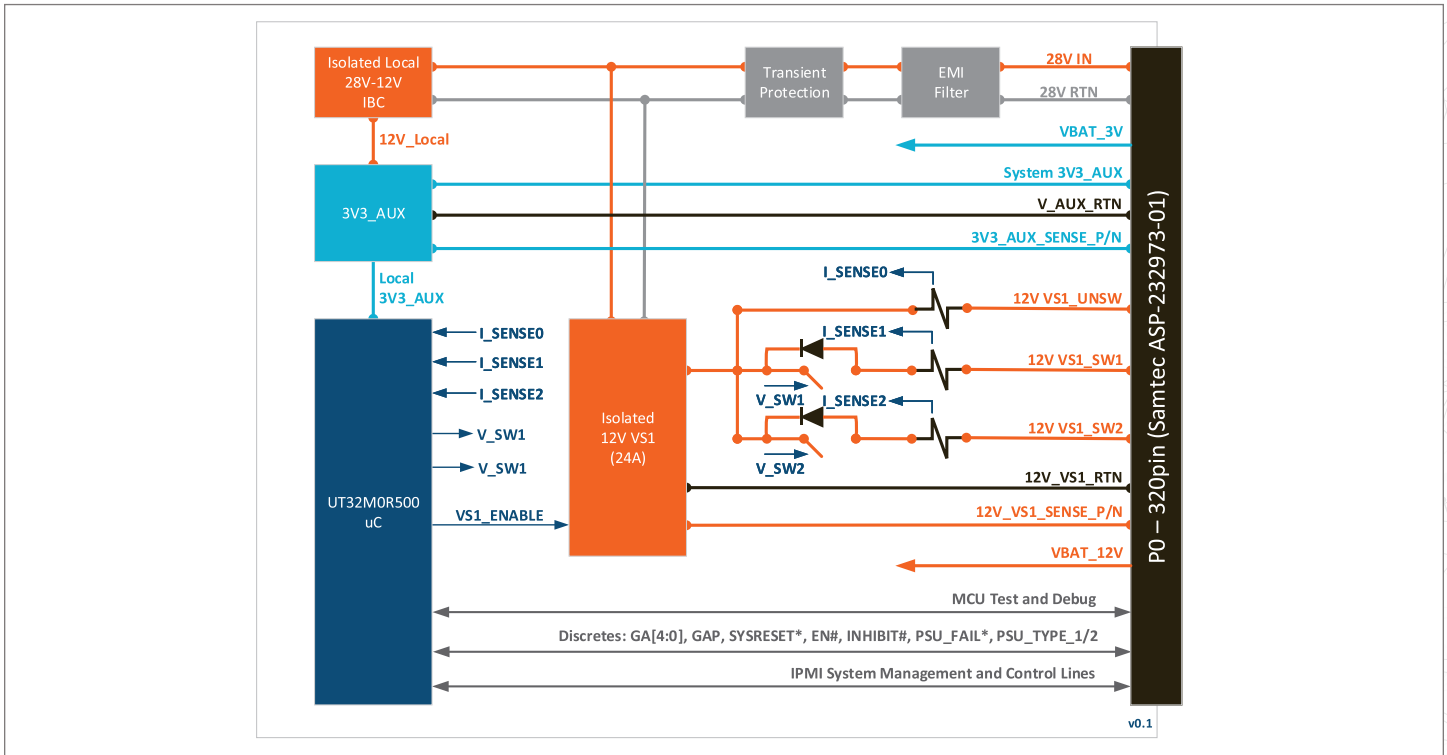 Isolated Local
28V-12V
IBC
Transient
Protection
EMI
Filter
28V IN
28V RTN
12V_Local
VBAT_3V
3V3_AUX
System 3V3_AUX
V_AUX_RTN
3V3_AUX_SENSE_P/N
Local
3V3_AUX
I_SENSE0
12V VS1_UNSW
I_SENSE0
I_SENSE1
I_SENSE1
12V VS1_SW1
I_SENSE2
V_SW1
I_SENSE2
V_SW1
12V VS1_SW2
V_SW1
V_SW2
Isolated
12V VS1
(24A)
12V_VS1_RTN
UT32M0R500
uC
VS1_ENABLE
12V_VS1_SENSE_P/N
VBAT_12V
MCU Test and Debug
Discretes: GA[4:0], GAP, SYSRESET*, EN#, INHIBIT#, PSU_FAIL*, PSU_TYPE_1/2
IPMI System Management and Control Lines
P0 – 320pin (Samtec ASP-232973-01)
v0.1